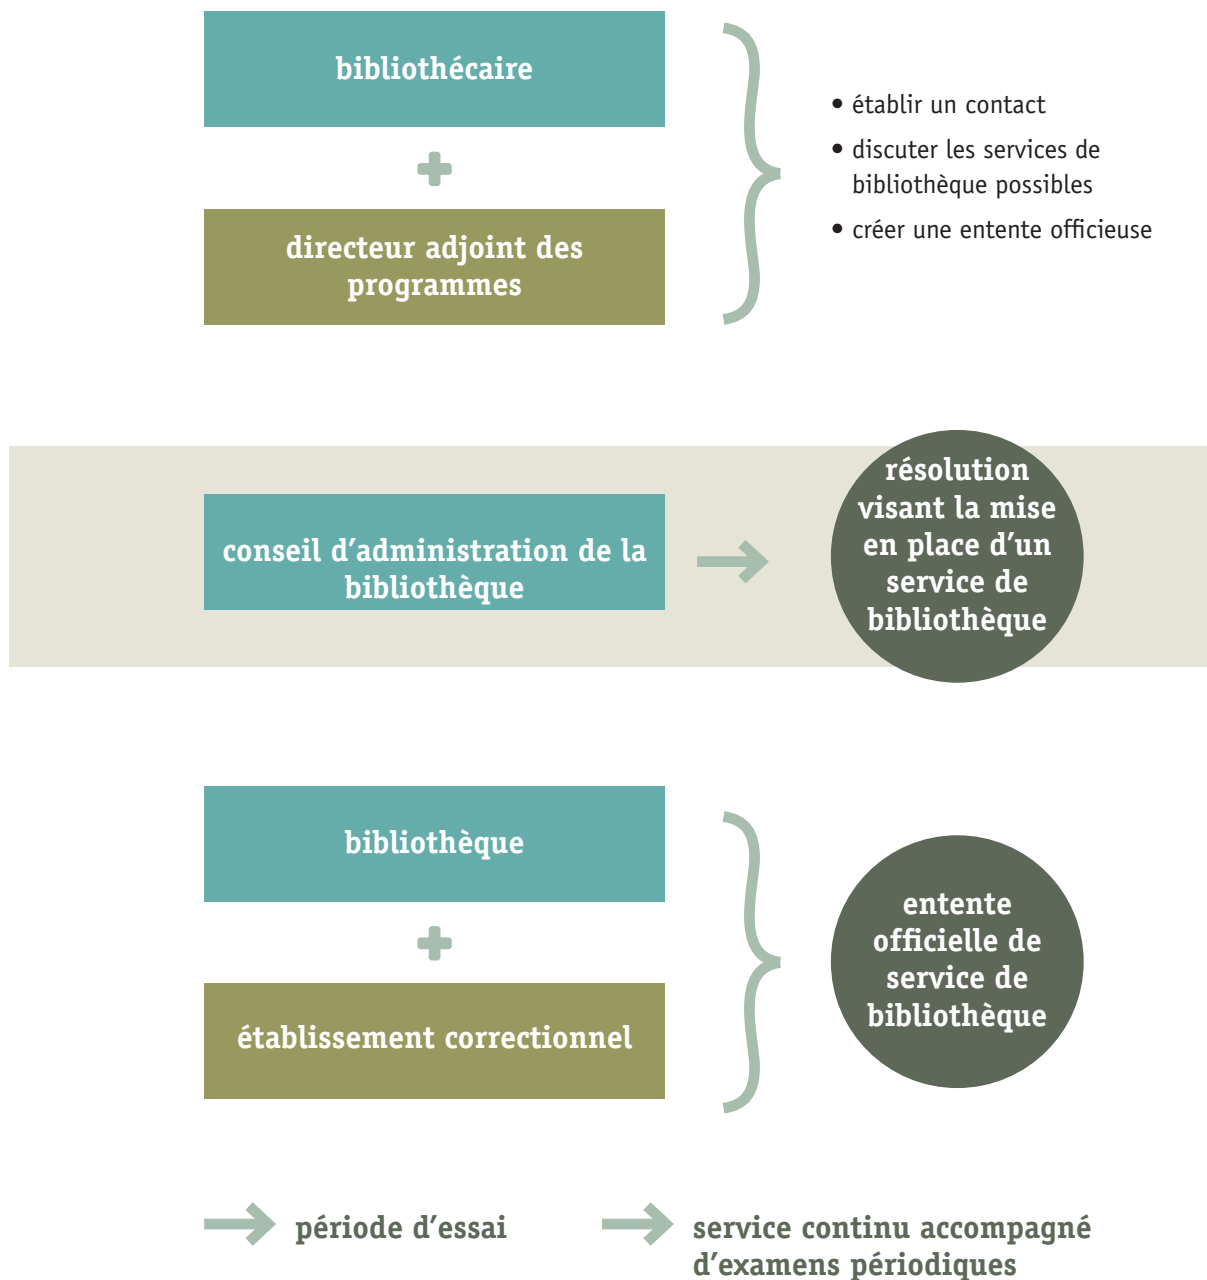 bibliothécaire
directeur adjoint des
programmes
• établir un contact
• discuter les services de
bibliothèque possibles
• créer une entente officieuse
conseil d’administration de la
bibliothèque
résolution
visant la mise
en place d’un
service de
bibliothèque
bibliothèque
établissement correctionnel
entente
officielle de
service de
bibliothèque
période d’essai
service continu accompagné
d’examens périodiques